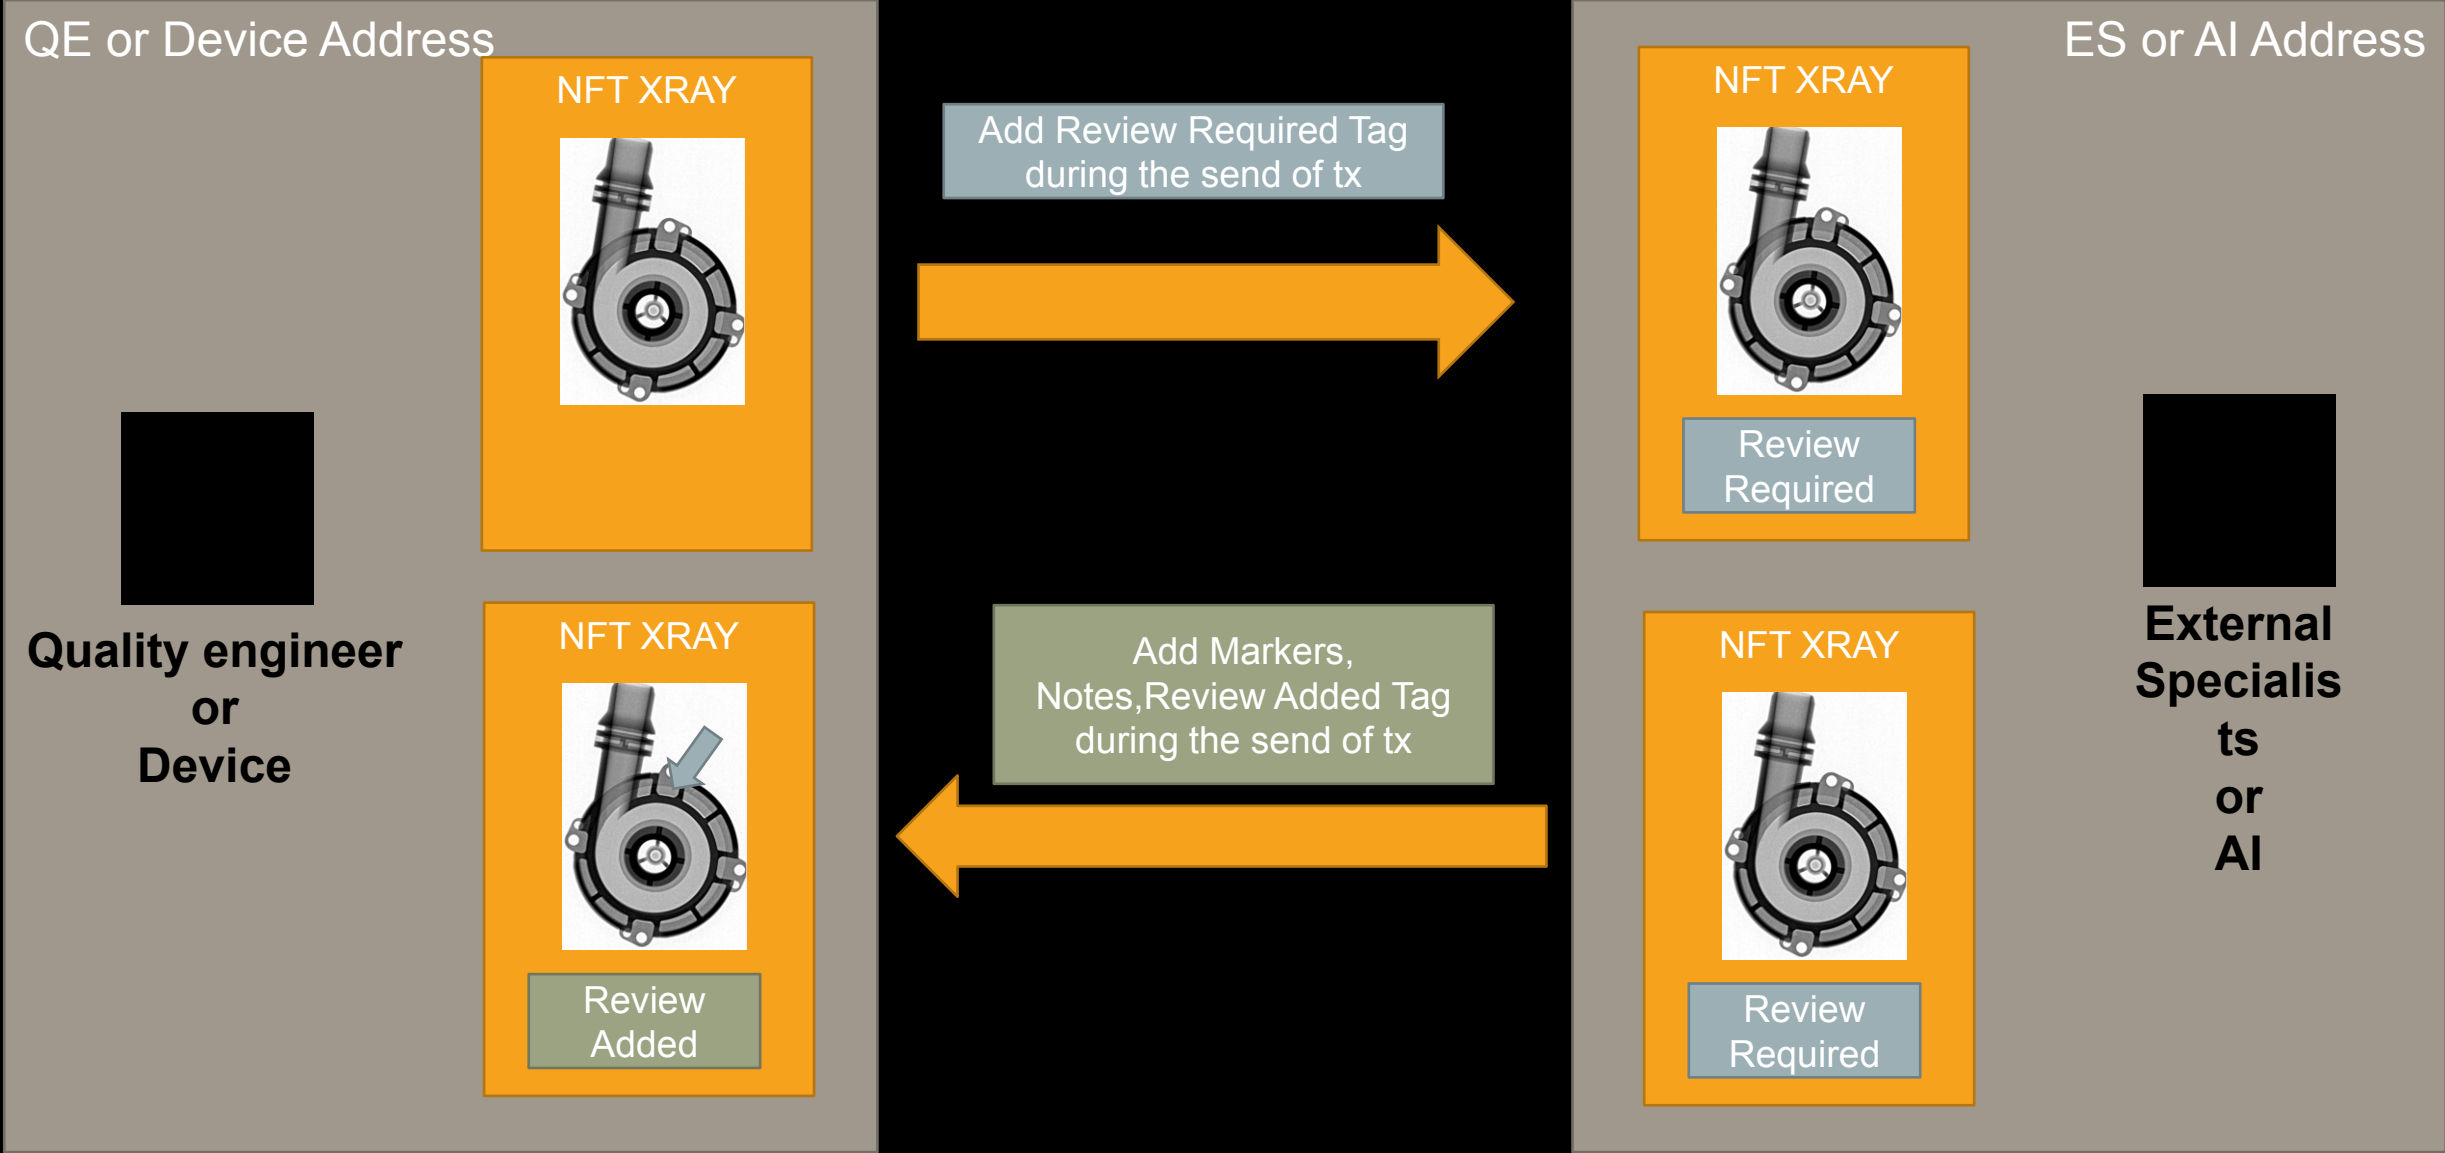 QE or Device Address
NFT XRAY
Quality engineer
or
Device
NFT XRAY
Review
Added
Add Review Required Tag
during the send of tx
Add Markers,
Notes,Review Added Tag
during the send of tx
ES or AI Address
NFT XRAY
Review
Required
NFT XRAY
Review
Required
External
Specialis
ts
or
AI